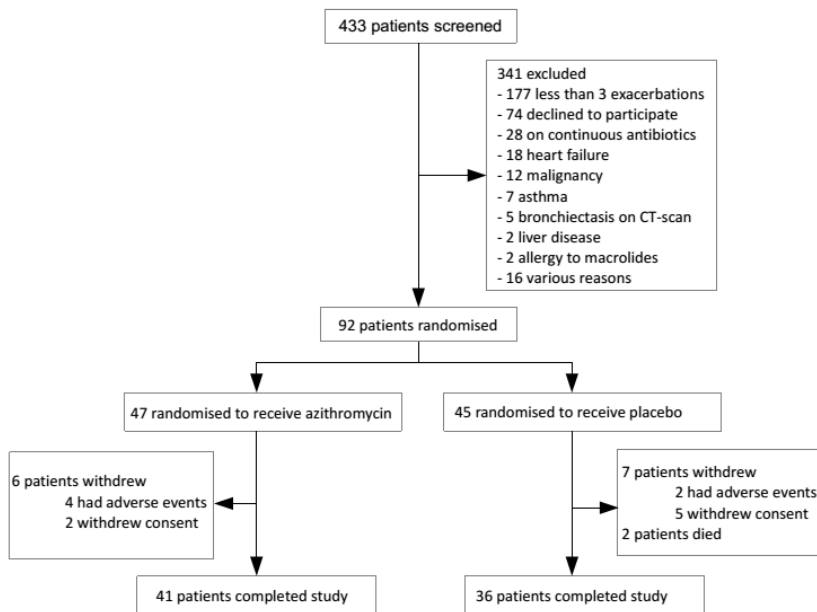 433 patients screened
341 excluded
- 177 less than 3 exacerbations
- 74 declined to participate
- 28 on continuous antibiotics
- 18 heart failure
- 12 malignancy
- 7 asthma
- 5 bronchiectasis on CT-scan
- 2 liver disease
- 2 allergy to macrolides
- 16 various reasons
92 patients randomised
47 randomised to receive azithromycin
45 randomised to receive placebo
6 patients withdrew
4 had adverse events
2 withdrew consent
7 patients withdrew
2 had adverse events
5 withdrew consent
2 patients died
41 patients completed study
36 patients completed study